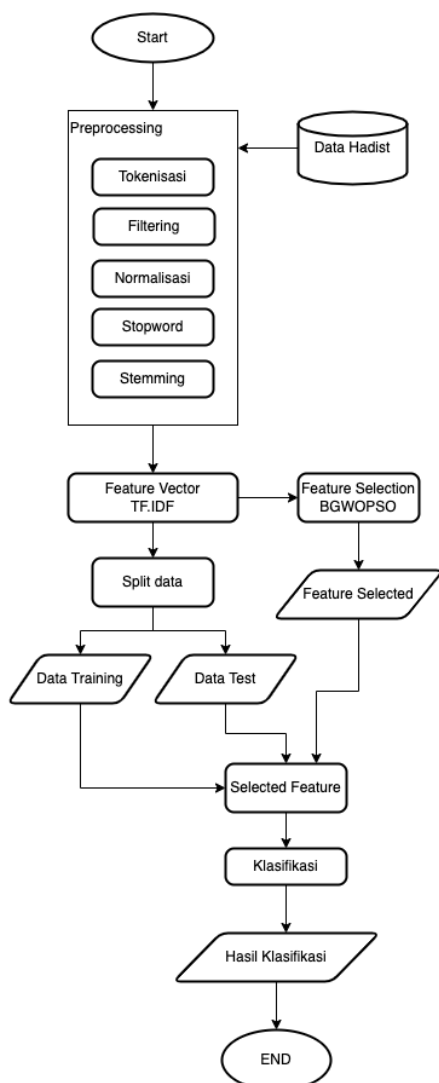 Start
Preprocessing
Data Hadist
Tokenisasi
Filtering
Normalisasi
Stopword
Stemming
Feature Vector
TF.IDF
Feature Selection
BGWOPSO
Split data
Feature Selected
Data Training
Data Test
Selected Feature
Klasifikasi
Hasil Klasifikasi
END